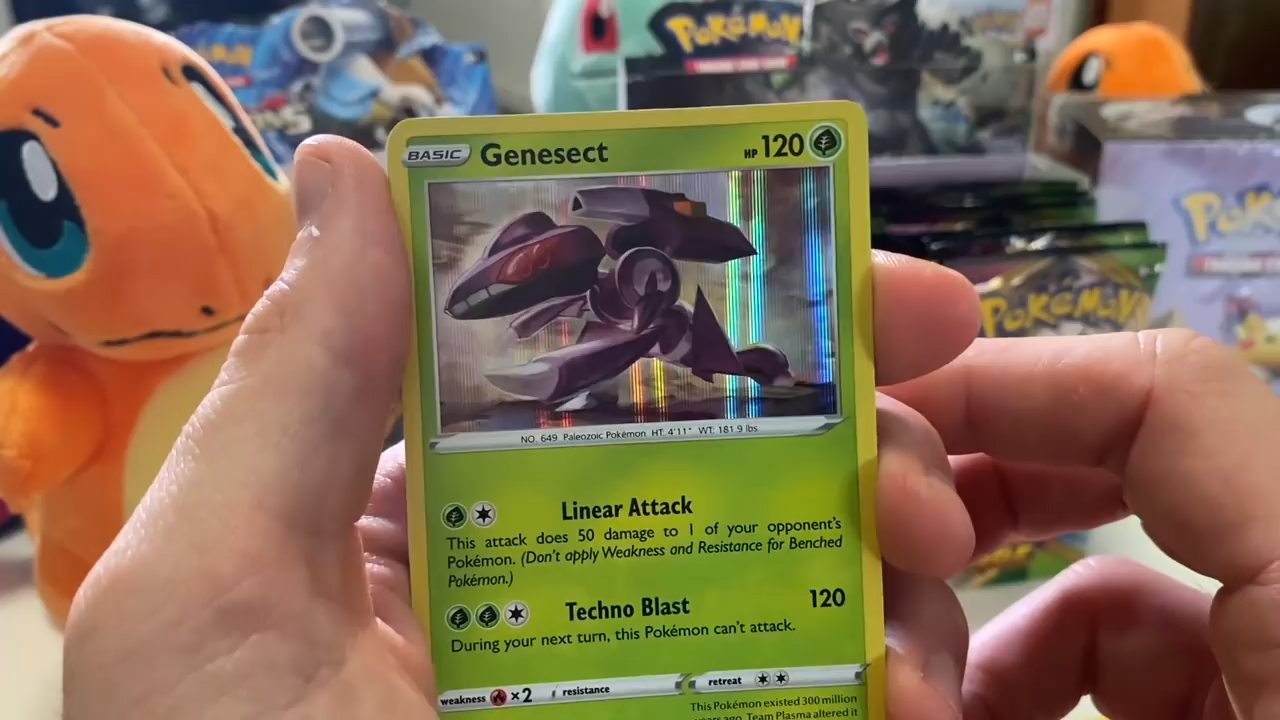 POKéMON
BASIC Genesect HP 120
NO. 649 Paleozoic Pokémon HT: 4'11" WT: 181.9 lbs.
Linear Attack
This attack does 50 damage to 1 of your opponent's
Pokémon. (Don't apply Weakness and Resistance for Benched
Pokémon.)
Techno Blast 120
During your next turn, this Pokémon can't attack.
weakness ×2 resistance retreat
This Pokémon existed 300 million
ago. Team Plasma altered it
POKéMON